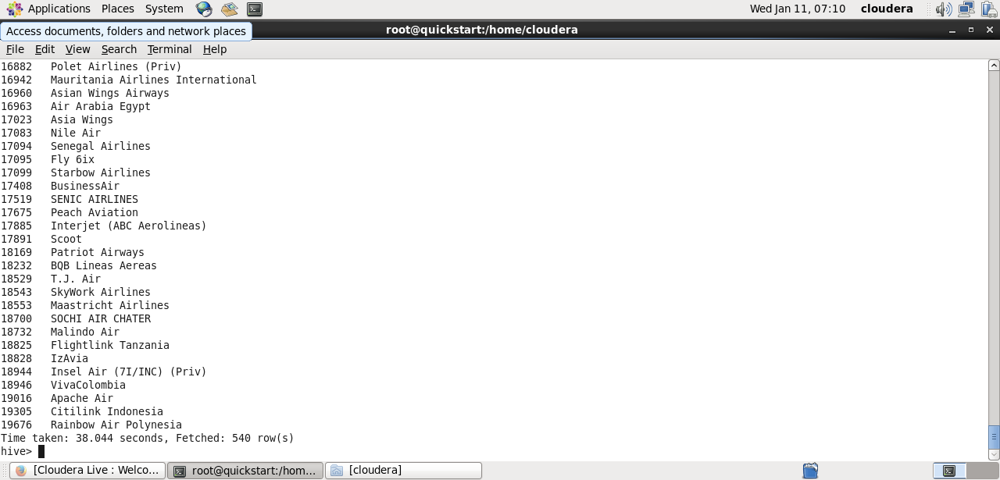 Applications Places System Wed Jan 11, 07:10 cloudera
Access documents, folders and network places
root@quickstart:/home/cloudera
File Edit View Search Terminal Help
16882 Polet Airlines (Priv)
16942 Mauritania Airlines International
16960 Asian Wings Airways
16963 Air Arabia Egypt
17023 Asia Wings
17083 Nile Air
17094 Senegal Airlines
17095 Fly 6ix
17099 Starbow Airlines
17408 BusinessAir
17519 SENIC AIRLINES
17675 Peach Aviation
17885 Interjet (ABC Aerolineas)
17891 Scoot
18169 Patriot Airways
18232 BQB Lineas Aereas
18529 T.J. Air
18543 SkyWork Airlines
18553 Maastricht Airlines
18700 SOCHI AIR CHATER
18732 Malindo Air
18825 Flightlink Tanzania
18828 IzAvia
18944 Insel Air (7I/INC) (Priv)
18946 VivaColombia
19016 Apache Air
19305 Citilink Indonesia
19676 Rainbow Air Polynesia
Time taken: 38.044 seconds, Fetched: 540 row(s)
hive>
[Cloudera Live : Welco... root@quickstart:/hom... [cloudera]